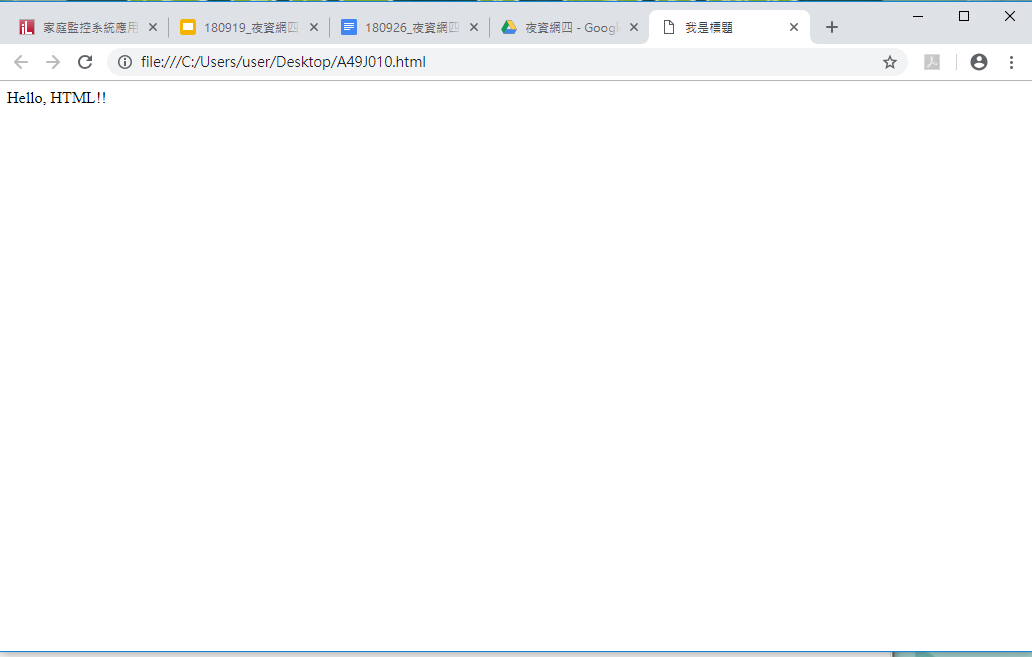 家庭監控系統應用
180919_夜資網四
180926_夜資網四
夜資網四 - Googl
我是標題
file:///C:/Users/user/Desktop/A49J010.html
Hello, HTML!!